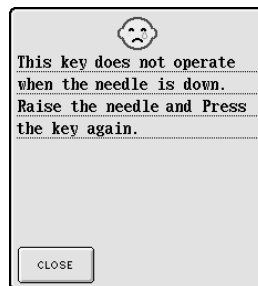 This key does not operate
when the needle is down.
Raise the needle and Press
the key again.
CLOSE